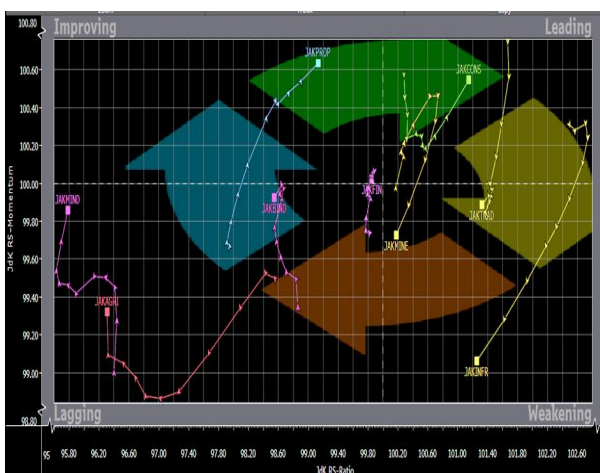 Zoom Track Copy
100.80 Improving Leading
100.60 JAKPROP JAKCONS
100.40
100.20
100.00 JAKFIN
JAKMIND JAKBIND JAKTRAD
99.80 JAKMINE
99.60
99.40
JAKAGRI
99.20
99.00 JAKINFR
98.80 Lagging Weakening
JdK RS-Momentum
95 95.80 96.20 96.60 97.00 97.40 97.80 98.20 98.60 99.00 99.40 99.80 100.20 100.60 101.00 101.40 101.80 102.20 102.60
JdK RS-Ratio